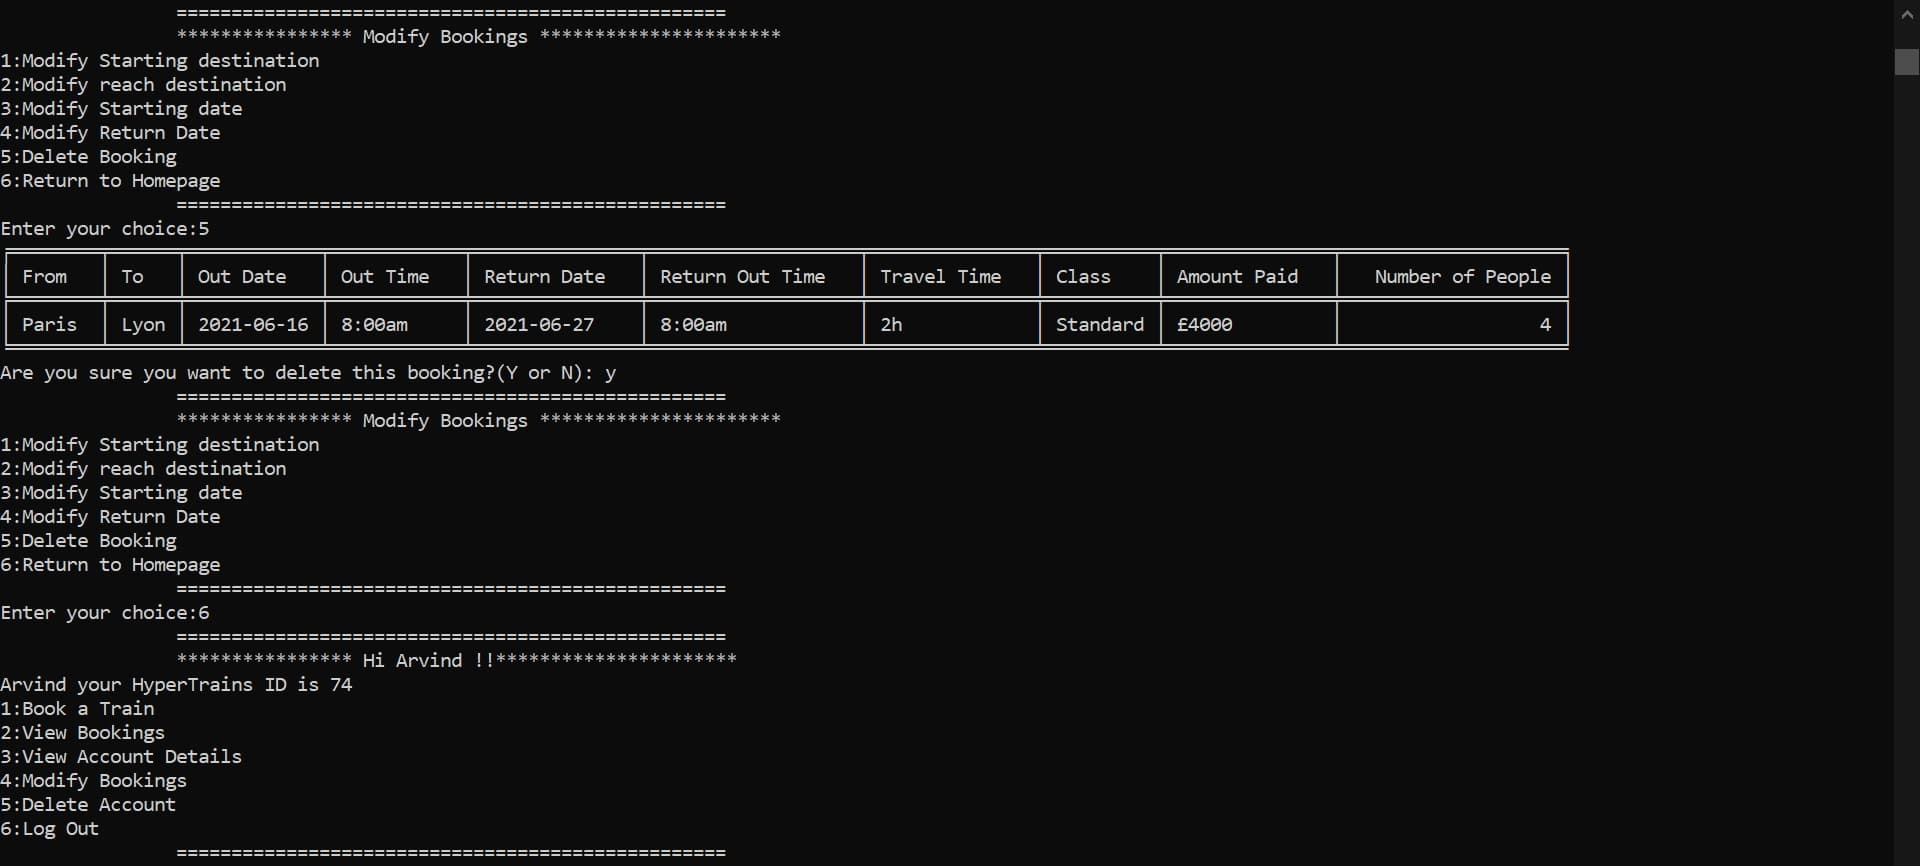 ==================================================
**************** Modify Bookings **********************
1:Modify Starting destination
2:Modify reach destination
3:Modify Starting date
4:Modify Return Date
5:Delete Booking
6:Return to Homepage
==================================================
Enter your choice:5
From To Out Date Out Time Return Date Return Out Time Travel Time Class Amount Paid Number of People
Paris Lyon 2021-06-16 8:00am 2021-06-27 8:00am 2h Standard £4000 4
Are you sure you want to delete this booking?(Y or N): y
==================================================
**************** Modify Bookings **********************
1:Modify Starting destination
2:Modify reach destination
3:Modify Starting date
4:Modify Return Date
5:Delete Booking
6:Return to Homepage
==================================================
Enter your choice:6
==================================================
**************** Hi Arvind !!**********************
Arvind your HyperTrains ID is 74
1:Book a Train
2:View Bookings
3:View Account Details
4:Modify Bookings
5:Delete Account
6:Log Out
==================================================